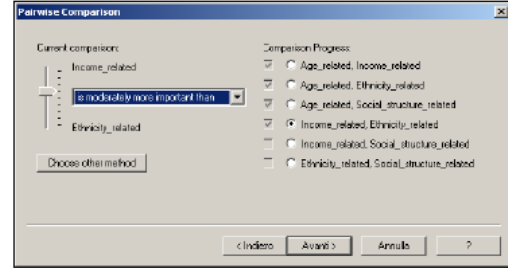 Pairwise Comparison
Current comparison:
Income_related
is moderately more important than
Ethnicity_related
Choose other method
Comparison Progress:
Age_related, Income_related
Age_related, Ethnicity_related
Age_related, Social_structure_related
Income_related, Ethnicity_related
Income_related, Social_structure_related
Ethnicity_related, Social_structure_related
< Indietro
Avanti >
Annulla
?